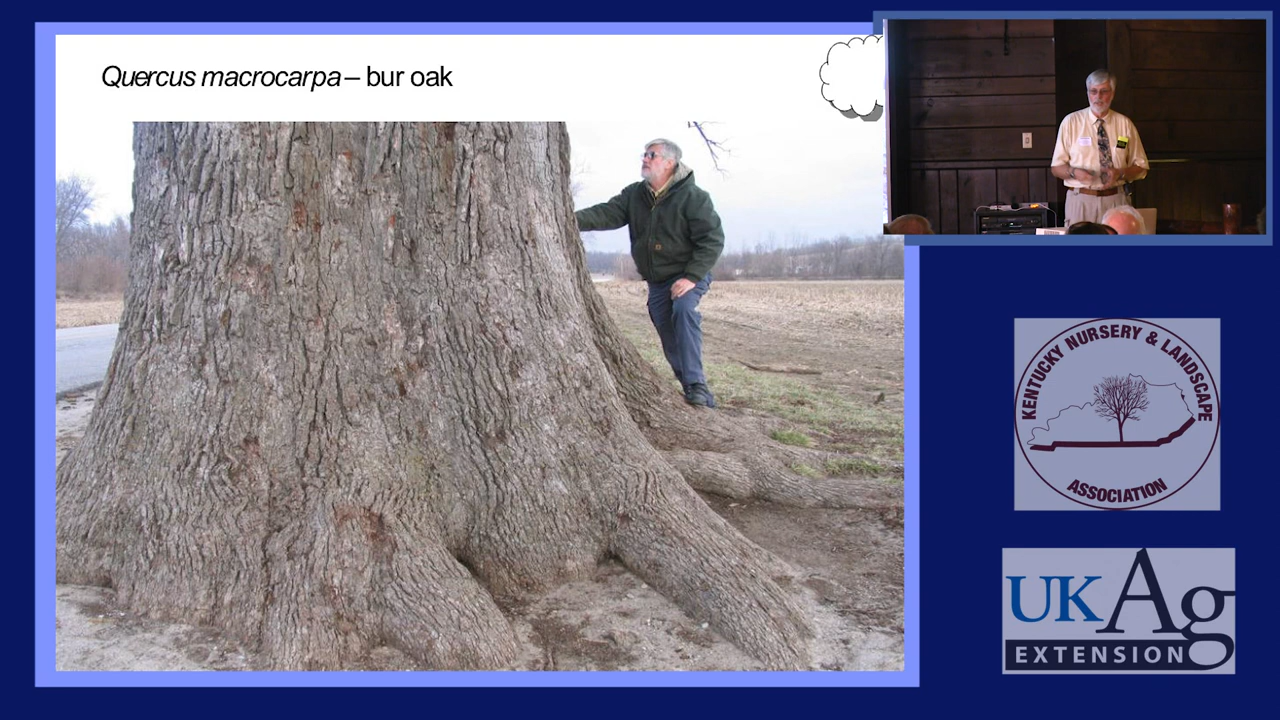 Quercus macrocarpa – bur oak
KENTUCKY NURSERY & LANDSCAPE
ASSOCIATION
UKAg
EXTENSION